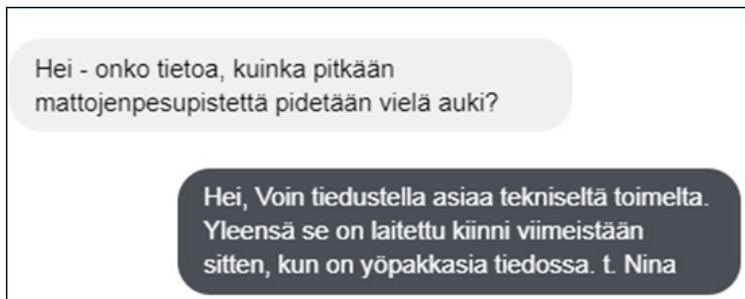 Hei - onko tietoa, kuinka pitkään
mattojenpesupistettä pidetään vielä auki?
Hei, Voin tiedustella asiaa tekniseltä toimelta.
Yleensä se on laitettu kiinni viimeistään
sitten, kun on yöpakkasia tiedossa. t. Nina